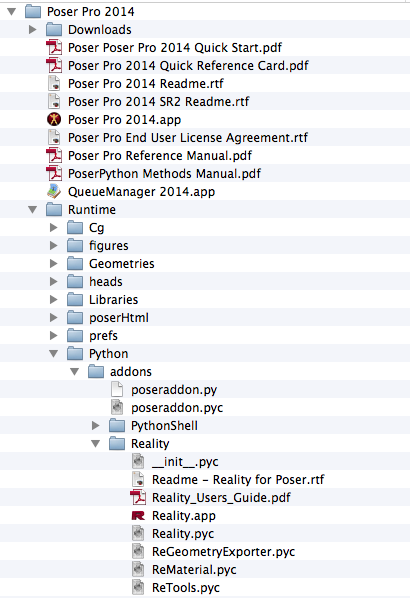 Poser Pro 2014
Downloads
Poser Poser Pro 2014 Quick Start.pdf
Poser Pro 2014 Quick Reference Card.pdf
Poser Pro 2014 Readme.rtf
Poser Pro 2014 SR2 Readme.rtf
Poser Pro 2014.app
Poser Pro End User License Agreement.rtf
Poser Pro Reference Manual.pdf
PoserPython Methods Manual.pdf
QueueManager 2014.app
Runtime
Cg
figures
Geometries
heads
Libraries
poserHtml
prefs
Python
addons
poseraddon.py
poseraddon.pyc
PythonShell
Reality
__init__.pyc
Readme – Reality for Poser.rtf
Reality_Users_Guide.pdf
Reality.app
Reality.pyc
ReGeometryExporter.pyc
ReMaterial.pyc
ReTools.pyc